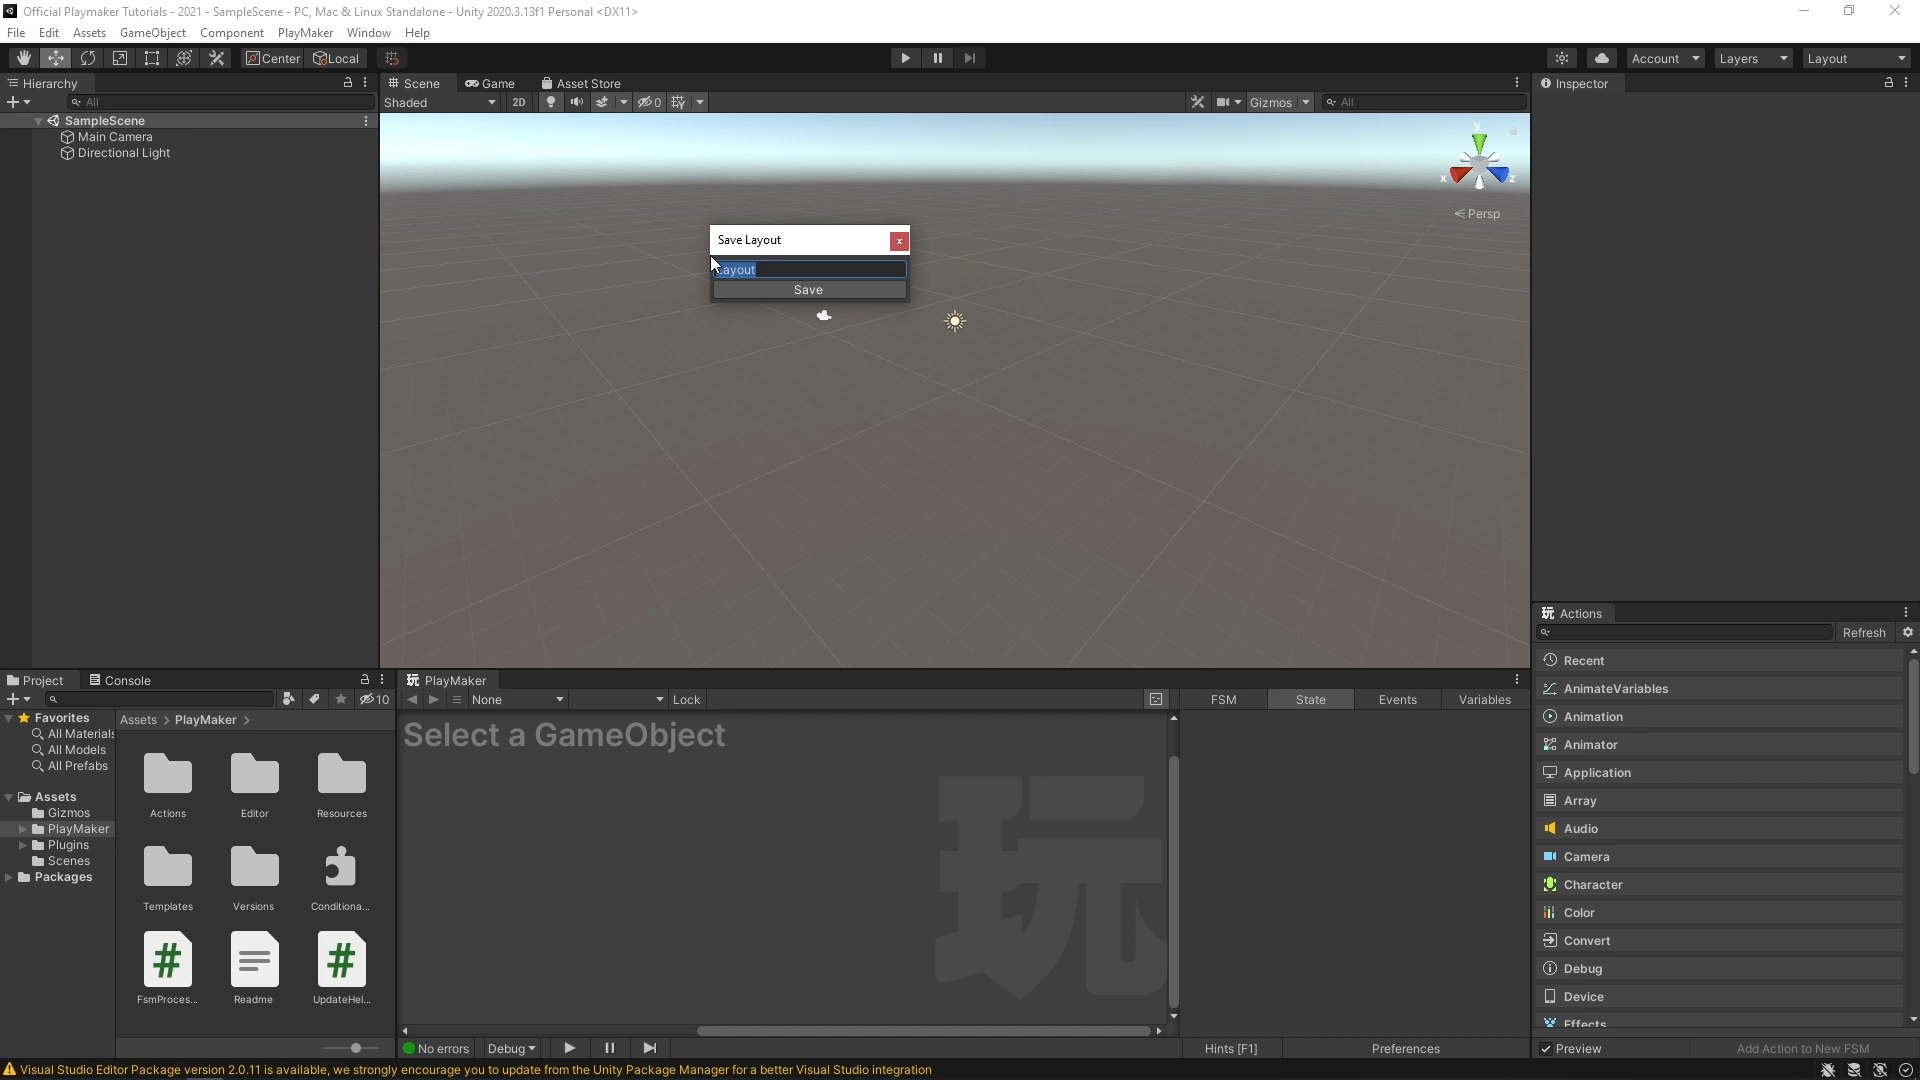 Official Playmaker Tutorials - 2021 - SampleScene - PC, Mac & Linux Standalone - Unity 2020.3.13f1 Personal <DX11>
File Edit Assets GameObject Component PlayMaker Window Help
Center Local Account Layers Layout
Hierarchy Scene Game Asset Store Inspector
All Shaded 2D 0 Gizmos All
SampleScene
Main Camera
Directional Light
y
x z
Persp
Save Layout x
Layout
Save
Actions
Refresh
Recent
AnimateVariables
Animation
Animator
Application
Array
Audio
Camera
Character
Color
Convert
Debug
Device
Effects
Preview Add Action to New FSM
Project Console
10
Favorites
All Materials
All Models
All Prefabs
Assets
Gizmos
PlayMaker
Plugins
Scenes
Packages
Assets > PlayMaker >
Actions Editor Resources
Templates Versions Conditiona...
# #
FsmProces... Readme UpdateHel...
PlayMaker
None Lock FSM State Events Variables
Select a GameObject
玩
No errors Debug Hints [F1] Preferences
Visual Studio Editor Package version 2.0.11 is available, we strongly encourage you to update from the Unity Package Manager for a better Visual Studio integration